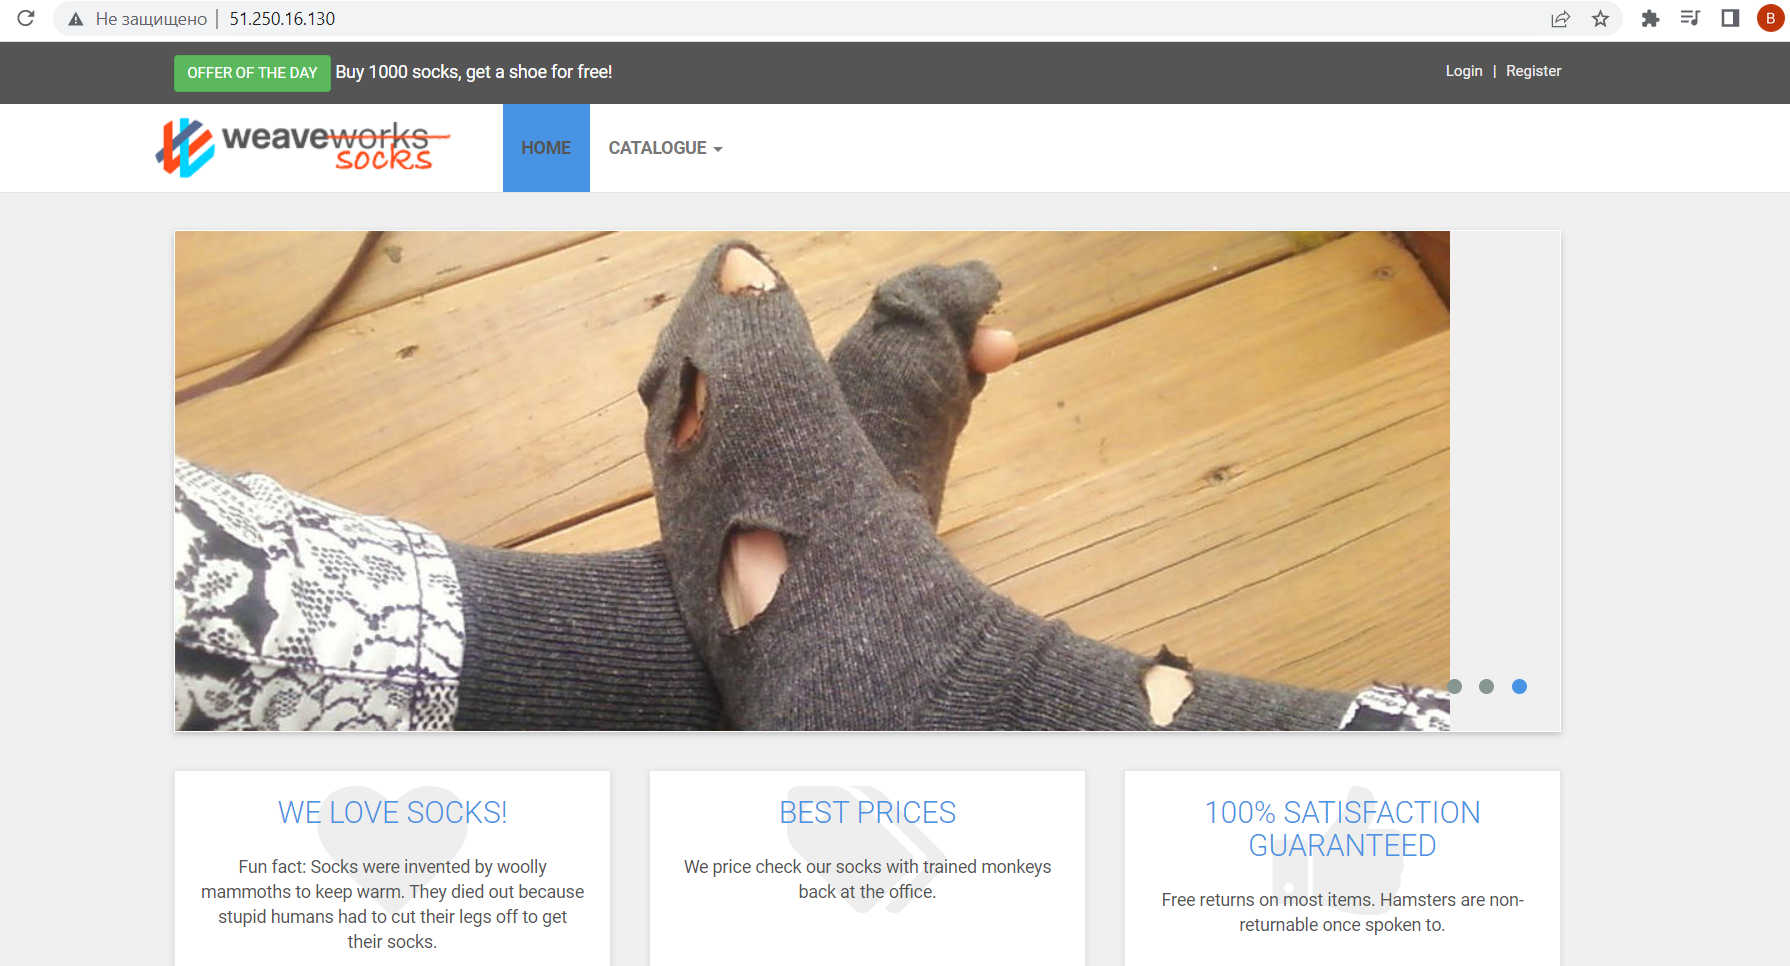 Не защищено | 51.250.16.130
B
OFFER OF THE DAY Buy 1000 socks, get a shoe for free!
Login | Register
weaveworks
socks
HOME
CATALOGUE
WE LOVE SOCKS!
Fun fact: Socks were invented by woolly
mammoths to keep warm. They died out because
stupid humans had to cut their legs off to get
their socks.
BEST PRICES
We price check our socks with trained monkeys
back at the office.
100% SATISFACTION
GUARANTEED
Free returns on most items. Hamsters are non-
returnable once spoken to.